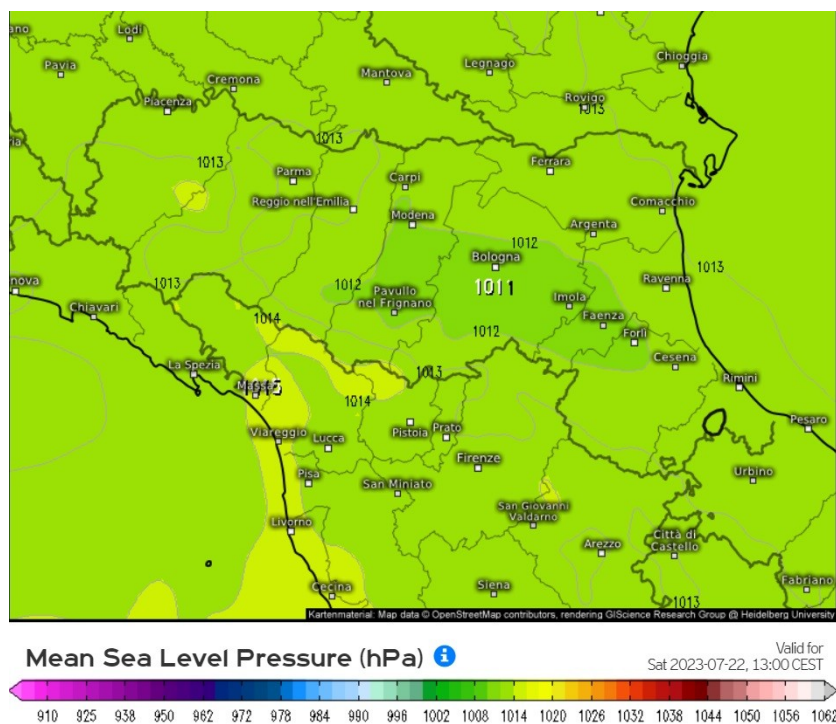 Lodi
Chioggia
Pavia
Legnago
Mantova
Cremona
Piacenza
Rovigo
1013
1013
1013
Ferrara
Parma
Carpi
Reggio nell'Emilia
Comacchio
Modena
Argenta
1012
Bologna
1013
1013
1012
1011
Ravenna
Pavullo
nel Frignano
Imola
Chiavari
Faenza
1014
1012
Forlì
Cesena
La Spezia
1013
Rimini
1014
Viareggio
Lucca
Pistoia
Prato
Pesaro
Firenze
Pisa
San Miniato
Urbino
San Giovanni
Valdarno
Livorno
Arezzo
Città di
Castello
Cecina
Siena
Fabriano
1013
Kartenmaterial: Map data © OpenStreetMap contributors, rendering GIScience Research Group @ Heidelberg University
Mean Sea Level Pressure (hPa) i
Valid for
Sat 2023-07-22, 13:00 CEST
910 925 938 950 962 972 978 984 990 996 1002 1008 1014 1020 1026 1032 1038 1044 1050 1056